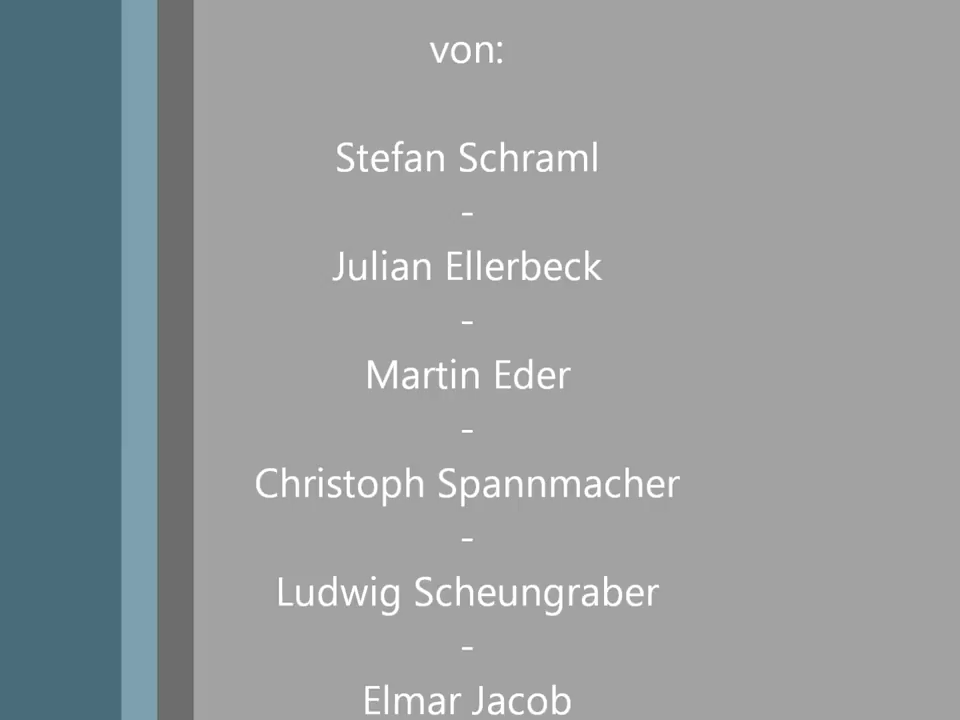 von:
Stefan Schraml
-
Julian Ellerbeck
-
Martin Eder
-
Christoph Spannmacher
-
Ludwig Scheungraber
-
Elmar Jacob